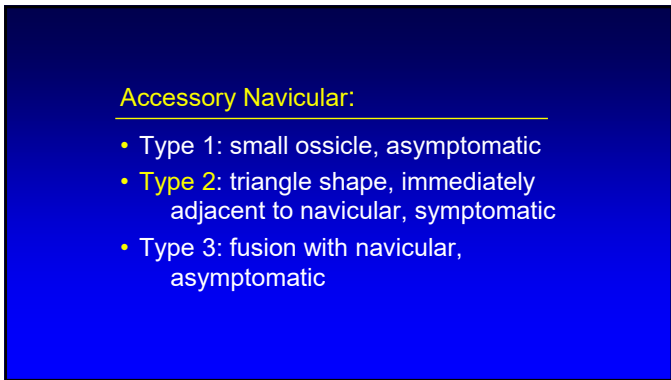 Accessory Navicular:
• Type 1: small ossicle, asymptomatic
• Type 2: triangle shape, immediately
adjacent to navicular, symptomatic
• Type 3: fusion with navicular,
asymptomatic